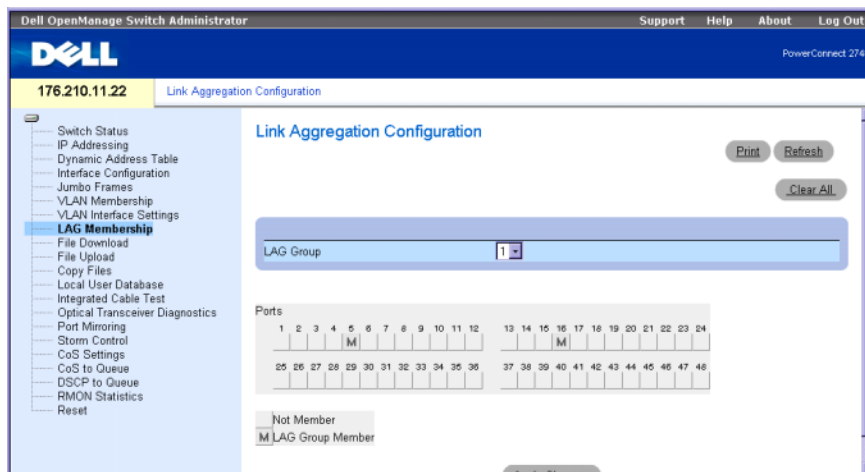 Dell OpenManage Switch Administrator
Support Help About Log Out
DELL
PowerConnect 274
176.210.11.22
Link Aggregation Configuration
Switch Status
IP Addressing
Dynamic Address Table
Interface Configuration
Jumbo Frames
VLAN Membership
VLAN Interface Settings
LAG Membership
File Download
File Upload
Copy Files
Local User Database
Integrated Cable Test
Optical Transceiver Diagnostics
Port Mirroring
Storm Control
CoS Settings
CoS to Queue
DSCP to Queue
RMON Statistics
Reset
Link Aggregation Configuration
Print Refresh
Clear All
LAG Group 1
Ports
1 2 3 4 5 6 7 8 9 10 11 12 13 14 15 16 17 18 19 20 21 22 23 24
M M
25 26 27 28 29 30 31 32 33 34 35 36 37 38 39 40 41 42 43 44 45 46 47 48
Not Member
M LAG Group Member